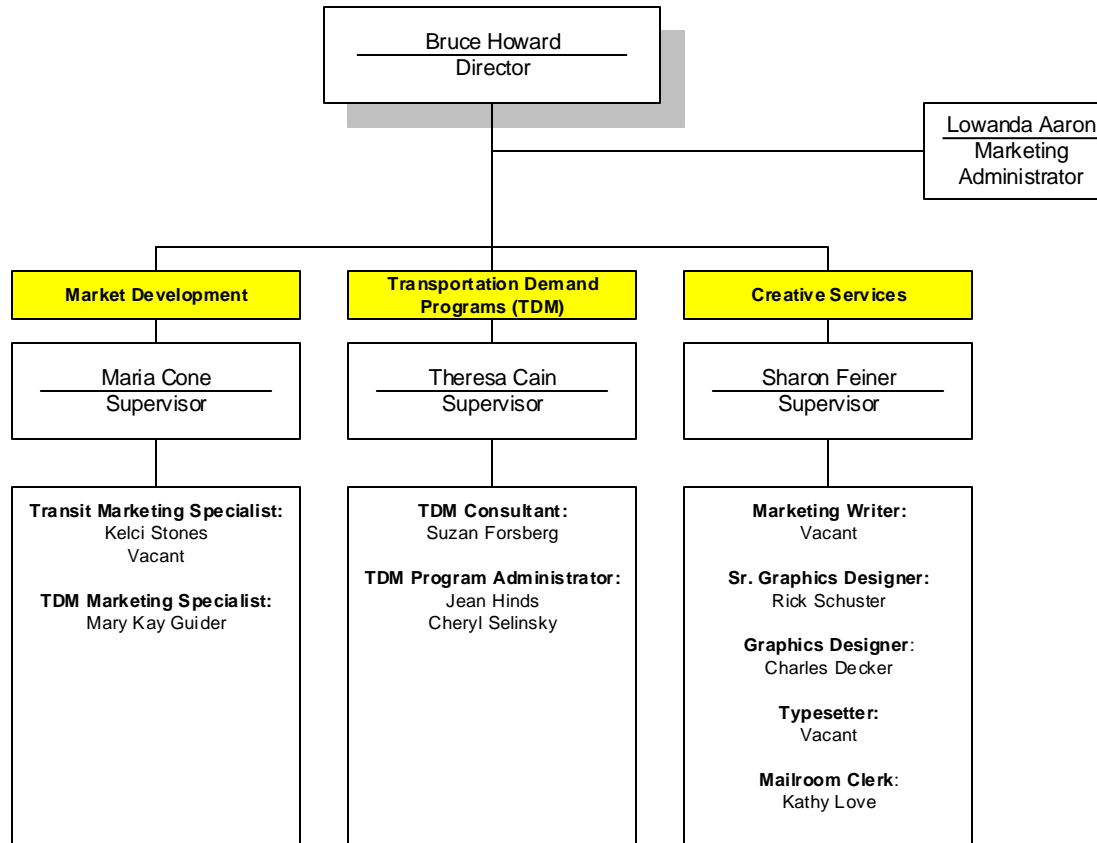 Bruce Howard
Director
Lowanda Aaron
Marketing
Administrator
Market Development
Transportation Demand
Programs (TDM)
Creative Services
Maria Cone
Supervisor
Theresa Cain
Supervisor
Sharon Feiner
Supervisor
Transit Marketing Specialist:
Kelci Stones
Vacant
TDM Marketing Specialist:
Mary Kay Guider
TDM Consultant:
Suzan Forsberg
TDM Program Administrator:
Jean Hinds
Cheryl Selinsky
Marketing Writer:
Vacant
Sr. Graphics Designer:
Rick Schuster
Graphics Designer:
Charles Decker
Typesetter:
Vacant
Mailroom Clerk:
Kathy Love